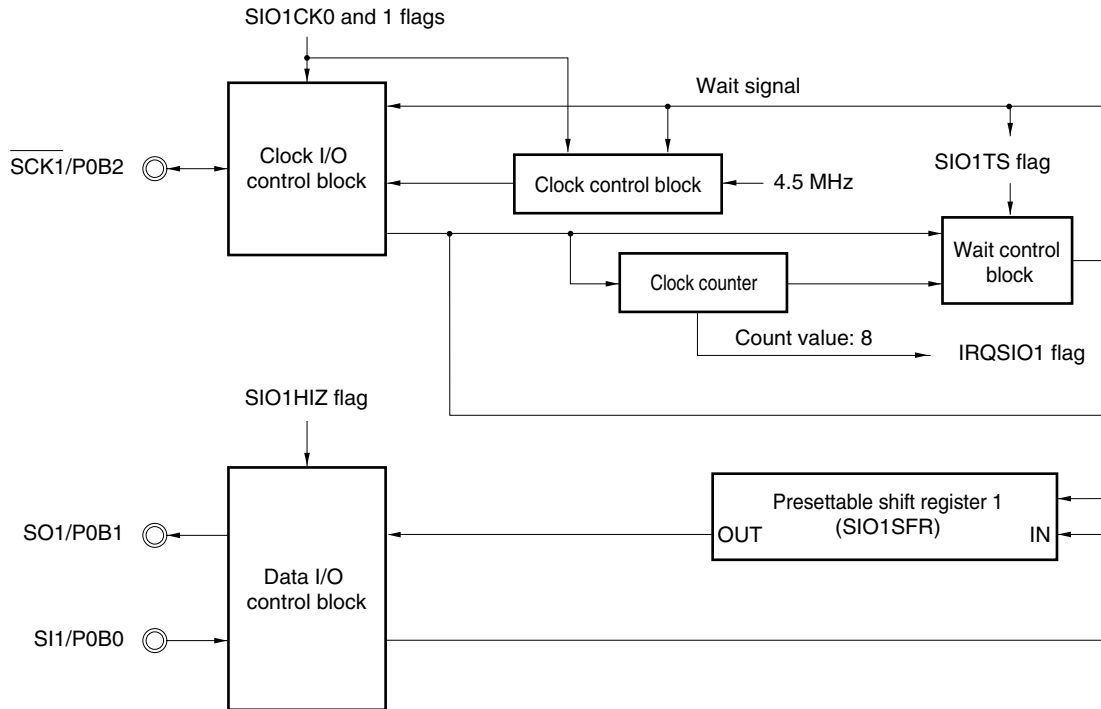 SIO1CK0 and 1 flags
Wait signal
SCK1/P0B2
Clock I/O
control block
Clock control block
4.5 MHz
SIO1TS flag
Wait control
block
Clock counter
Count value: 8
IRQSIO1 flag
SIO1HIZ flag
Presettable shift register 1
(SIO1SFR)
OUT
IN
SO1/P0B1
Data I/O
control block
SI1/P0B0